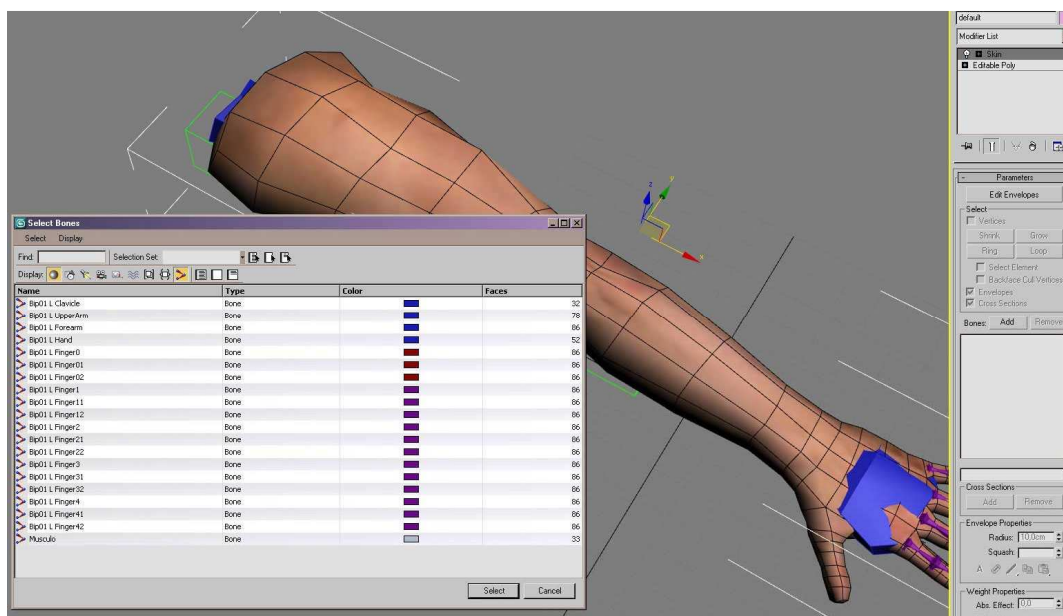 default
Modifier List
Skin
Editable Poly
Parameters
Edit Envelopes
Select
Vertices
Shrink Grow
Ring Loop
Select Element
Backface Cull Vertices
Envelopes
Cross Sections
Bones: Add Remove
Cross Sections
Add Remove
Envelope Properties
Radius: 10,0cm
Squash:
A
Weight Properties
Abs. Effect: 0,0
z
y
x
Select Bones
Select Display
Find: Selection Set:
Display:
Name Type Color Faces
Bip01 L Clavicle Bone 32
Bip01 L UpperArm Bone 78
Bip01 L Forearm Bone 86
Bip01 L Hand Bone 52
Bip01 L Finger0 Bone 86
Bip01 L Finger01 Bone 86
Bip01 L Finger02 Bone 86
Bip01 L Finger1 Bone 86
Bip01 L Finger11 Bone 86
Bip01 L Finger12 Bone 86
Bip01 L Finger2 Bone 86
Bip01 L Finger21 Bone 86
Bip01 L Finger22 Bone 86
Bip01 L Finger3 Bone 86
Bip01 L Finger31 Bone 86
Bip01 L Finger32 Bone 86
Bip01 L Finger4 Bone 86
Bip01 L Finger41 Bone 86
Bip01 L Finger42 Bone 86
Musculo Bone 33
Select Cancel